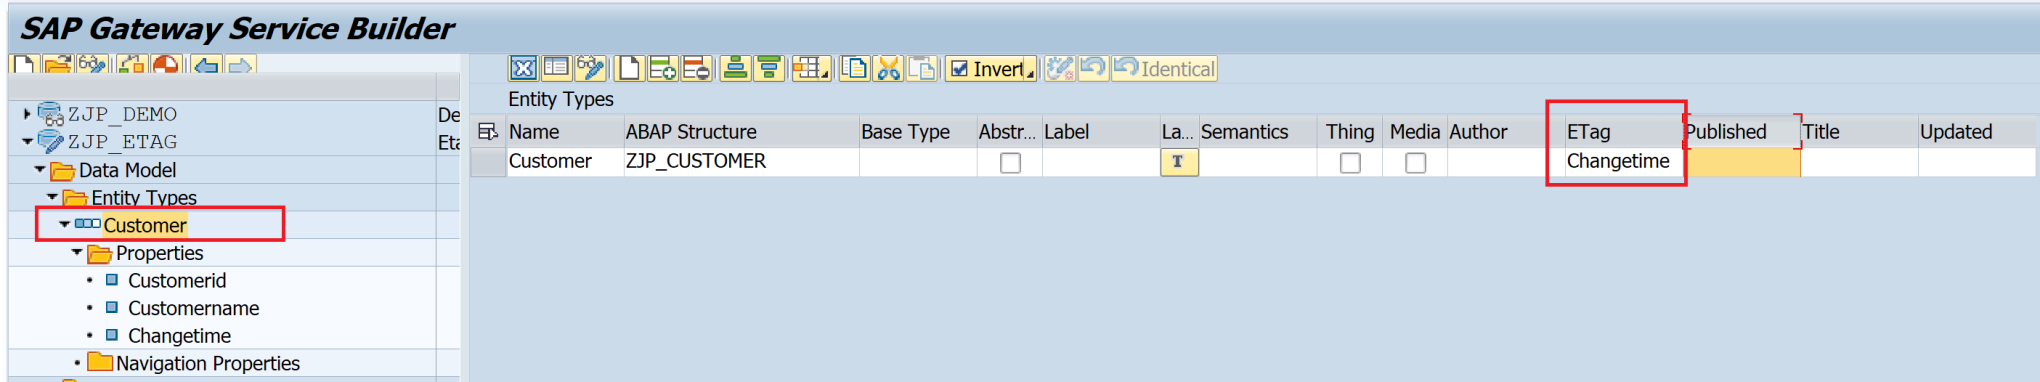 SAP Gateway Service Builder
Invert
Identical
Entity Types
ZJP_DEMO De
ZJP_ETAG Eta
Data Model
Entity Types
Customer
Properties
Customerid
Customername
Changetime
Navigation Properties
Name ABAP Structure Base Type Abstr... Label La... Semantics Thing Media Author ETag Published Title Updated
Customer ZJP_CUSTOMER T Changetime